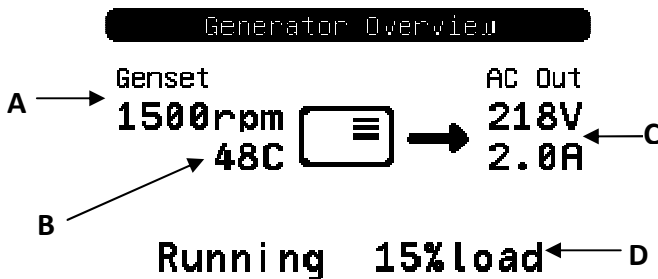 Generator Overview
Genset AC Out
A 1500rpm 218V
48C 2.0A C
B
Running 15%load D